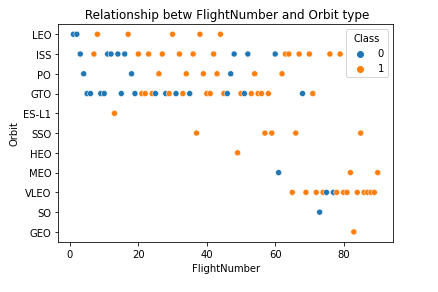 Relationship betw FlightNumber and Orbit type
Class
0
1
LEO
ISS
PO
GTO
ES-L1
SSO
HEO
MEO
VLEO
SO
GEO
Orbit
0 20 40 60 80
FlightNumber